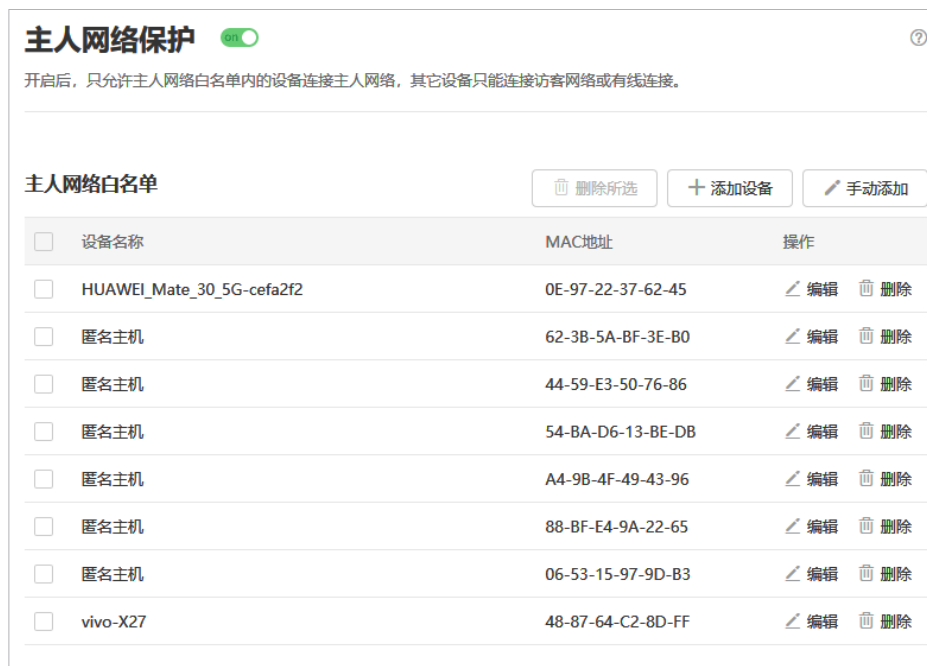 主人网络保护 on
开启后，只允许主人网络白名单内的设备连接主人网络，其它设备只能连接访客网络或有线连接。
主人网络白名单 删除所选 添加设备 手动添加
设备名称 MAC地址 操作
HUAWEI_Mate_30_5G-cefa2f2 0E-97-22-37-62-45 编辑 删除
匿名主机 62-3B-5A-BF-3E-B0 编辑 删除
匿名主机 44-59-E3-50-76-86 编辑 删除
匿名主机 54-BA-D6-13-BE-DB 编辑 删除
匿名主机 A4-9B-4F-49-43-96 编辑 删除
匿名主机 88-BF-E4-9A-22-65 编辑 删除
匿名主机 06-53-15-97-9D-B3 编辑 删除
vivo-X27 48-87-64-C2-8D-FF 编辑 删除